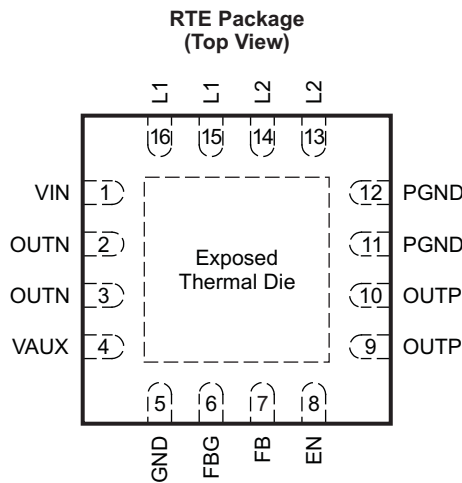 RTE Package
(Top View)
L1 L1 L2 L2
16 15 14 13
VIN 1 12 PGND
OUTN 2 11 PGND
Exposed
Thermal Die
OUTN 3 10 OUTP
VAUX 4 9 OUTP
5 6 7 8
GND FBG FB EN